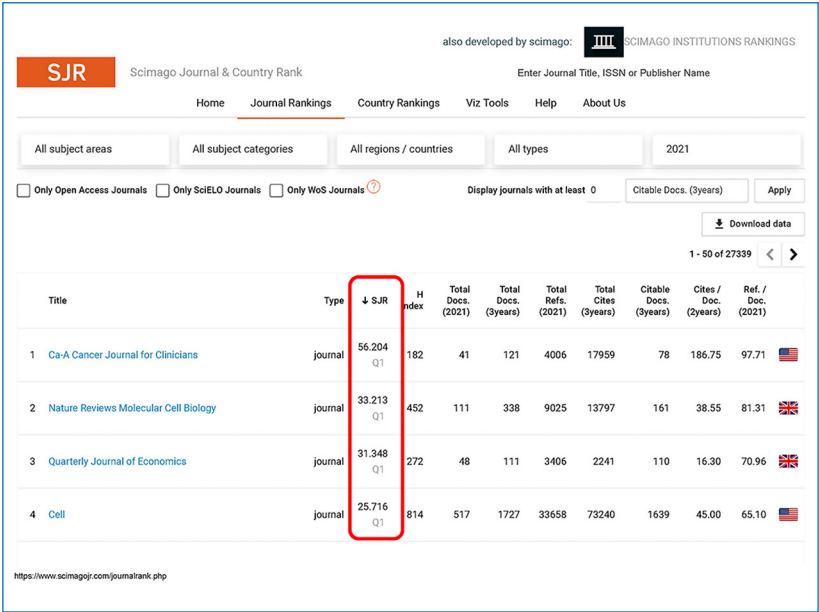 also developed by scimago: SCIMAGO INSTITUTIONS RANKINGS
SJR Scimago Journal & Country Rank Enter Journal Title, ISSN or Publisher Name
Home Journal Rankings Country Rankings Viz Tools Help About Us
All subject areas All subject categories All regions / countries All types 2021
Only Open Access Journals Only SciELO Journals Only WoS Journals ? Display journals with at least 0 Citable Docs. (3years) Apply
Download data
1 - 50 of 27339 < >
Title Type ↓ SJR H index Total Docs. (2021) Total Docs. (3years) Total Refs. (2021) Total Cites (3years) Citable Docs. (3years) Cites / Doc. (2years) Ref. / Doc. (2021)
1 Ca-A Cancer Journal for Clinicians journal 56.204 Q1 182 41 121 4006 17959 78 186.75 97.71
2 Nature Reviews Molecular Cell Biology journal 33.213 Q1 452 111 338 9025 13797 161 38.55 81.31
3 Quarterly Journal of Economics journal 31.348 Q1 272 48 111 3406 2241 110 16.30 70.96
4 Cell journal 25.716 Q1 814 517 1727 33658 73240 1639 45.00 65.10
https://www.scimagojr.com/journalrank.php